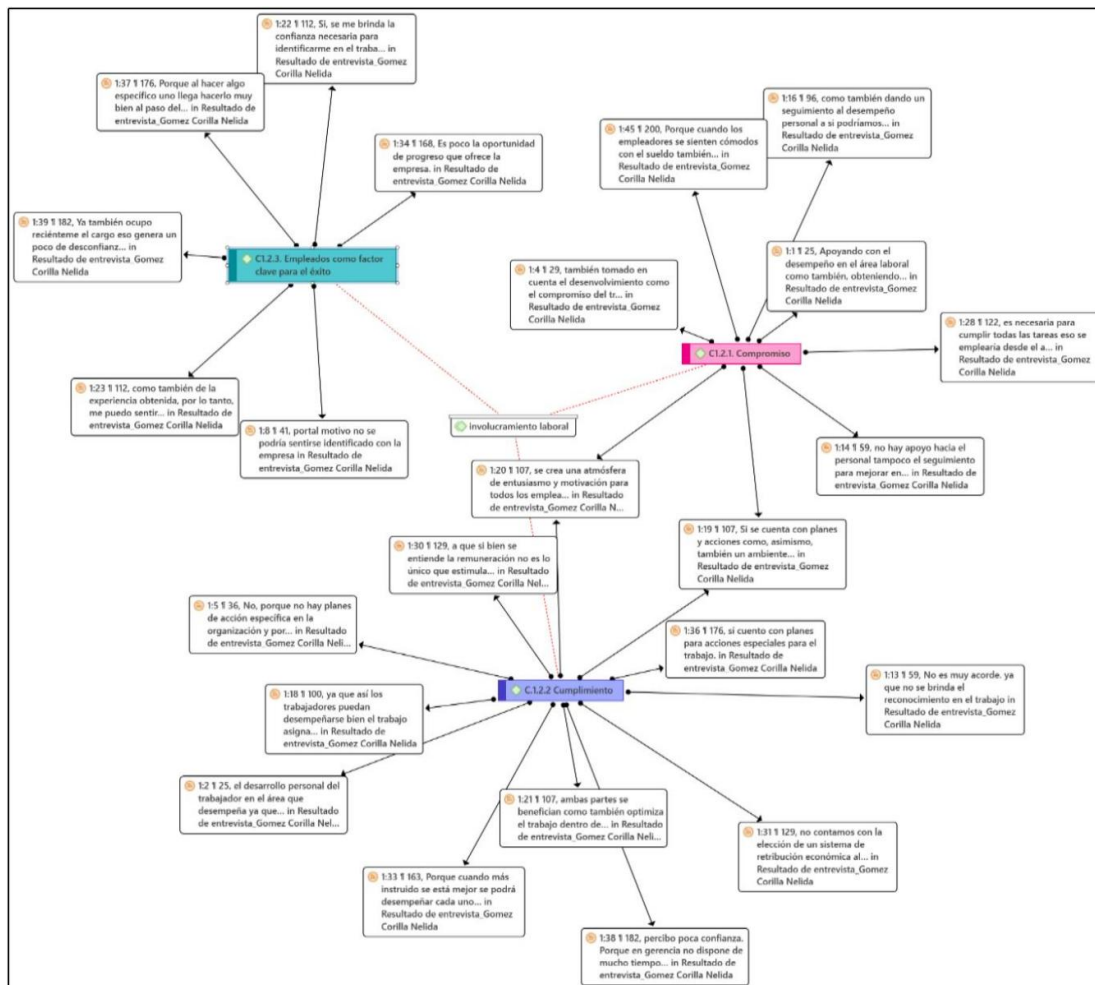 1:22 ¶ 112, Si, se me brinda la
confianza necesaria para
identificarme en el traba... in
Resultado de entrevista_Gomez
Corilla Nelida
1:37 ¶ 176, Porque al hacer algo
especifico uno llega hacerlo muy
bien al paso del... in Resultado de
entrevista_Gomez Corilla Nelida
1:16 ¶ 96, como también dando un
seguimiento al desempeño
personal a si podríamos... in
Resultado de entrevista_Gomez
Corilla Nelida
1:45 ¶ 200, Porque cuando los
empleadores se sienten cómodos
con el sueldo también... in
Resultado de entrevista_Gomez
Corilla Nelida
1:34 ¶ 168, Es poco la oportunidad
de progreso que ofrece la
empresa. in Resultado de
entrevista_Gomez Corilla Nelida
1:39 ¶ 182, Ya también ocupo
reciénteme el cargo eso genera un
poco de desconfianz... in
Resultado de entrevista_Gomez
Corilla Nelida
C1.2.3. Empleados como factor
clave para el éxito
1:4 ¶ 29, también tomado en
cuenta el desenvolvimiento como
el compromiso del tr... in
Resultado de entrevista_Gomez
Corilla Nelida
1:1 ¶ 25, Apoyando con el
desempeño en el área laboral
como también, obteniendo... in
Resultado de entrevista_Gomez
Corilla Nelida
1:28 ¶ 122, es necesaria para
cumplir todas las tareas eso se
emplearía desde el a... in
Resultado de entrevista_Gomez
Corilla Nelida
C1.2.1. Compromiso
1:23 ¶ 112, como también de la
experiencia obtenida, por lo tanto,
me puedo sentir... in Resultado de
entrevista_Gomez Corilla Nelida
1:8 ¶ 41, portal motivo no se
podría sentirse identificado con la
empresa in Resultado de
entrevista_Gomez Corilla Nelida
involucramiento laboral
1:14 ¶ 59, no hay apoyo hacia el
personal tampoco el seguimiento
para mejorar en... in Resultado de
entrevista_Gomez Corilla Nelida
1:20 ¶ 107, se crea una atmósfera
de entusiasmo y motivación para
todos los emplea... in Resultado
de entrevista_Gomez Corilla N...
1:19 ¶ 107, Si se cuenta con planes
y acciones como, asimismo,
también un ambiente... in
Resultado de entrevista_Gomez
Corilla Nelida
1:30 ¶ 129, a que si bien se
entiende la remuneración no es lo
único que estimula... in Resultado
de entrevista_Gomez Corilla Nel...
1:5 ¶ 36, No, porque no hay planes
de acción específica en la
organización y por... in Resultado
de entrevista_Gomez Corilla Neli...
1:36 ¶ 176, si cuento con planes
para acciones especiales para el
trabajo. in Resultado de
entrevista_Gomez Corilla Nelida
1:13 ¶ 59, No es muy acorde. ya
que no se brinda el
reconocimiento en el trabajo in
Resultado de entrevista_Gomez
Corilla Nelida
C.1.2.2 Cumplimiento
1:18 ¶ 100, ya que así los
trabajadores puedan
desempeñarse bien el trabajo
asigna... in Resultado de
entrevista_Gomez Corilla Nelida
1:2 ¶ 25, el desarrollo personal del
trabajador en el área que
desempeña ya que... in Resultado
de entrevista_Gomez Corilla Nel...
1:21 ¶ 107, ambas partes se
benefician como también optimiza
el trabajo dentro de... in Resultado
de entrevista_Gomez Corilla Neli...
1:31 ¶ 129, no contamos con la
elección de un sistema de
retribución económica al... in
Resultado de entrevista_Gomez
Corilla Nelida
1:33 ¶ 163, Porque cuando más
instruido se está mejor se podrá
desempeñar cada uno... in
Resultado de entrevista_Gomez
Corilla Nelida
1:38 ¶ 182, percibo poca confianza.
Porque en gerencia no dispone de
mucho tiempo... in Resultado de
entrevista_Gomez Corilla Nelida